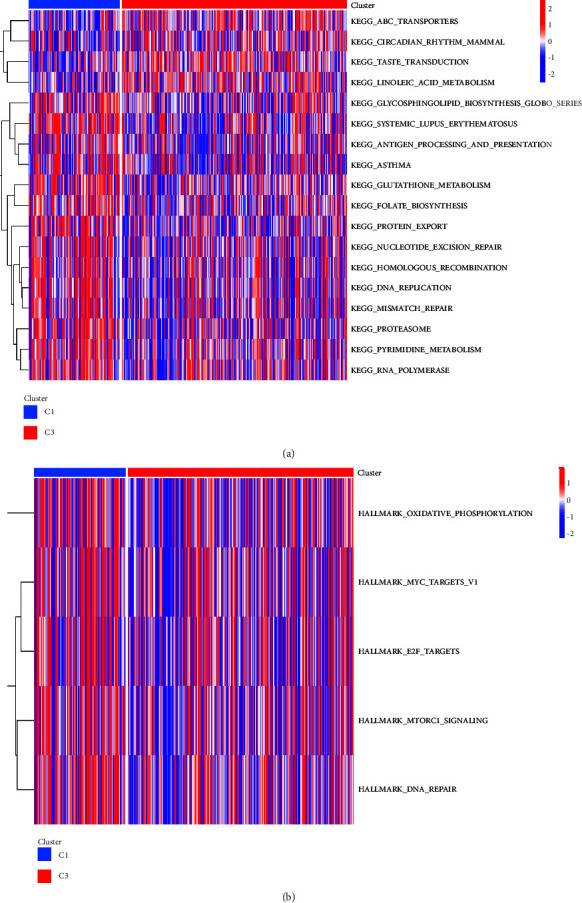 Cluster
KEGG_ABC_TRANSPORTERS
KEGG_CIRCADIAN_RHYTHM_MAMMAL
KEGG_TASTE_TRANSDUCTION
KEGG_LINOLEIC_ACID_METABOLISM
KEGG_GLYCOSPHINGOLIPID_BIOSYNTHESIS_GLOBO_SERIES
KEGG_SYSTEMIC_LUPUS_ERYTHEMATOSUS
KEGG_ANTIGEN_PROCESSING_AND_PRESENTATION
KEGG_ASTHMA
KEGG_GLUTATHIONE_METABOLISM
KEGG_FOLATE_BIOSYNTHESIS
KEGG_PROTEIN_EXPORT
KEGG_NUCLEOTIDE_EXCISION_REPAIR
KEGG_HOMOLOGOUS_RECOMBINATION
KEGG_DNA_REPLICATION
KEGG_MISMATCH_REPAIR
KEGG_PROTEASOME
KEGG_PYRIMIDINE_METABOLISM
KEGG_RNA_POLYMERASE
2
1
0
-1
-2
Cluster
C1
C3
(a)
Cluster
HALLMARK_OXIDATIVE_PHOSPHORYLATION
HALLMARK_MYC_TARGETS_V1
HALLMARK_E2F_TARGETS
HALLMARK_MTORC1_SIGNALING
HALLMARK_DNA_REPAIR
1
0
-1
-2
Cluster
C1
C3
(b)